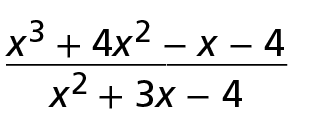 x³ + 4x² − x − 4
x² + 3x − 4